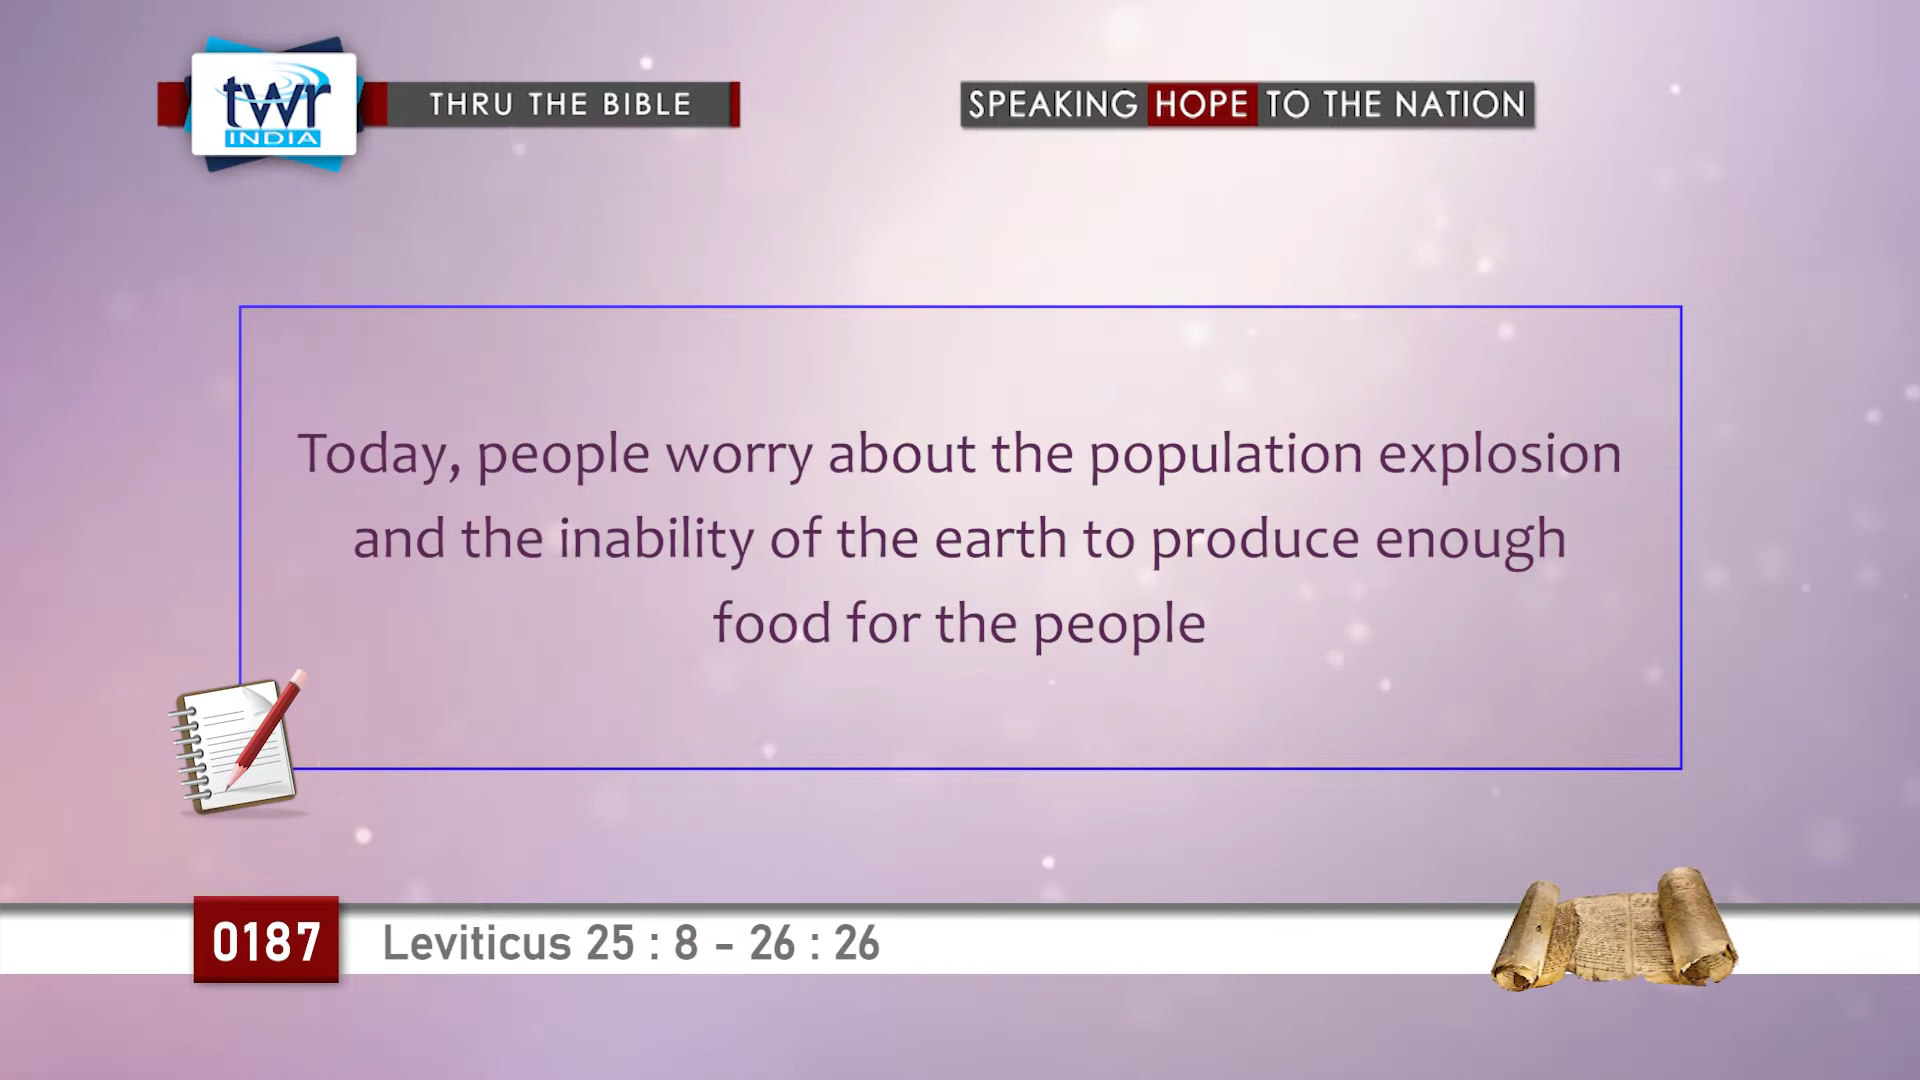 twr
INDIA
THRU THE BIBLE
SPEAKING HOPE TO THE NATION
Today, people worry about the population explosion
and the inability of the earth to produce enough
food for the people
0187
Leviticus 25 : 8 - 26 : 26